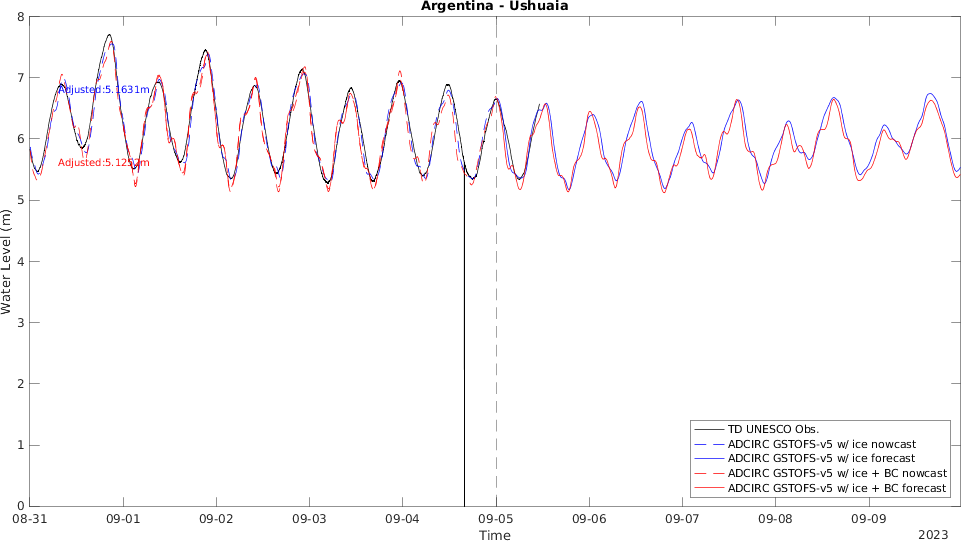 Argentina - Ushuaia
Water Level (m)
8
7
6
5
4
3
2
1
0
Adjusted:5.1631m
08-31
09-01
09-02
09-03
09-04
09-05
09-06
09-07
09-08
09-09
Time
2023
TD UNESCO Obs.
ADCIRC GSTOFS-v5 w/ ice nowcast
ADCIRC GSTOFS-v5 w/ ice forecast
ADCIRC GSTOFS-v5 w/ ice + BC nowcast
ADCIRC GSTOFS-v5 w/ ice + BC forecast